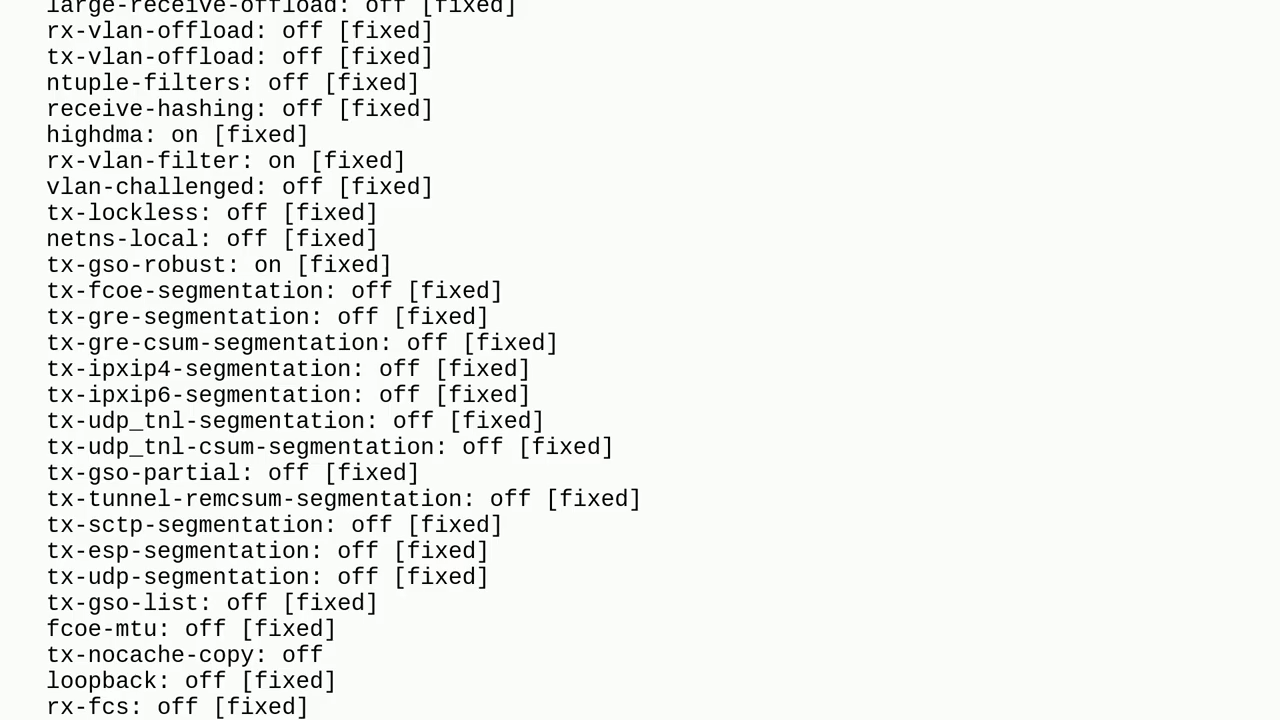 large-receive-offload: off [fixed]
rx-vlan-offload: off [fixed]
tx-vlan-offload: off [fixed]
ntuple-filters: off [fixed]
receive-hashing: off [fixed]
highdma: on [fixed]
rx-vlan-filter: on [fixed]
vlan-challenged: off [fixed]
tx-lockless: off [fixed]
netns-local: off [fixed]
tx-gso-robust: on [fixed]
tx-fcoe-segmentation: off [fixed]
tx-gre-segmentation: off [fixed]
tx-gre-csum-segmentation: off [fixed]
tx-ipxip4-segmentation: off [fixed]
tx-ipxip6-segmentation: off [fixed]
tx-udp_tnl-segmentation: off [fixed]
tx-udp_tnl-csum-segmentation: off [fixed]
tx-gso-partial: off [fixed]
tx-tunnel-remcsum-segmentation: off [fixed]
tx-sctp-segmentation: off [fixed]
tx-esp-segmentation: off [fixed]
tx-udp-segmentation: off [fixed]
tx-gso-list: off [fixed]
fcoe-mtu: off [fixed]
tx-nocache-copy: off
loopback: off [fixed]
rx-fcs: off [fixed]